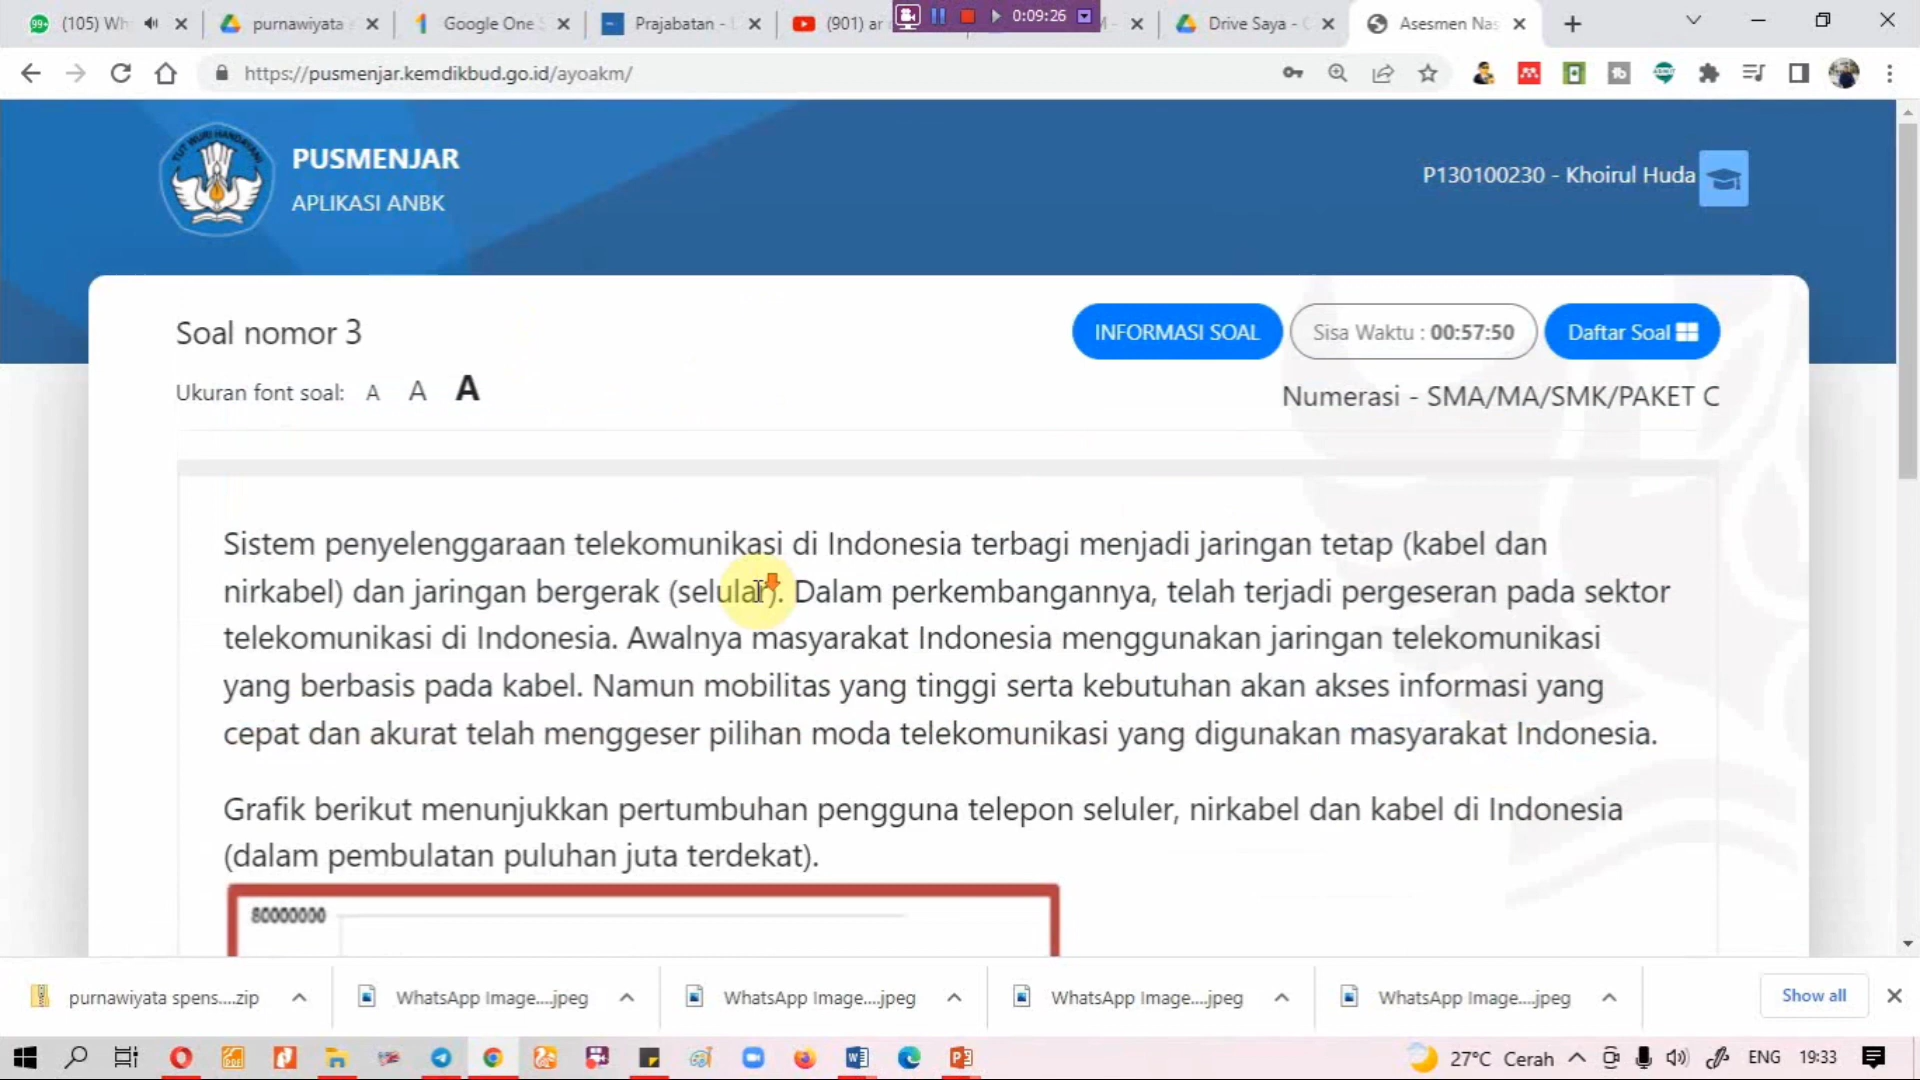 (105) Wh
purnawiyata
Google One
Prajabatan -
(901) ar
0:09:26
Drive Saya -
Asesmen Nas
https://pusmenjar.kemdikbud.go.id/ayoakm/
PUSMENJAR
APLIKASI ANBK
P130100230 - Khoirul Huda
Soal nomor 3
INFORMASI SOAL
Sisa Waktu : 00:57:50
Daftar Soal
Ukuran font soal: A A A
Numerasi - SMA/MA/SMK/PAKET C
Sistem penyelenggaraan telekomunikasi di Indonesia terbagi menjadi jaringan tetap (kabel dan
nirkabel) dan jaringan bergerak (selular). Dalam perkembangannya, telah terjadi pergeseran pada sektor
telekomunikasi di Indonesia. Awalnya masyarakat Indonesia menggunakan jaringan telekomunikasi
yang berbasis pada kabel. Namun mobilitas yang tinggi serta kebutuhan akan akses informasi yang
cepat dan akurat telah menggeser pilihan moda telekomunikasi yang digunakan masyarakat Indonesia.
Grafik berikut menunjukkan pertumbuhan pengguna telepon seluler, nirkabel dan kabel di Indonesia
(dalam pembulatan puluhan juta terdekat).
80000000
purnawiyata spens....zip
WhatsApp Image....jpeg
WhatsApp Image....jpeg
WhatsApp Image....jpeg
WhatsApp Image....jpeg
Show all
27°C Cerah
ENG
19:33